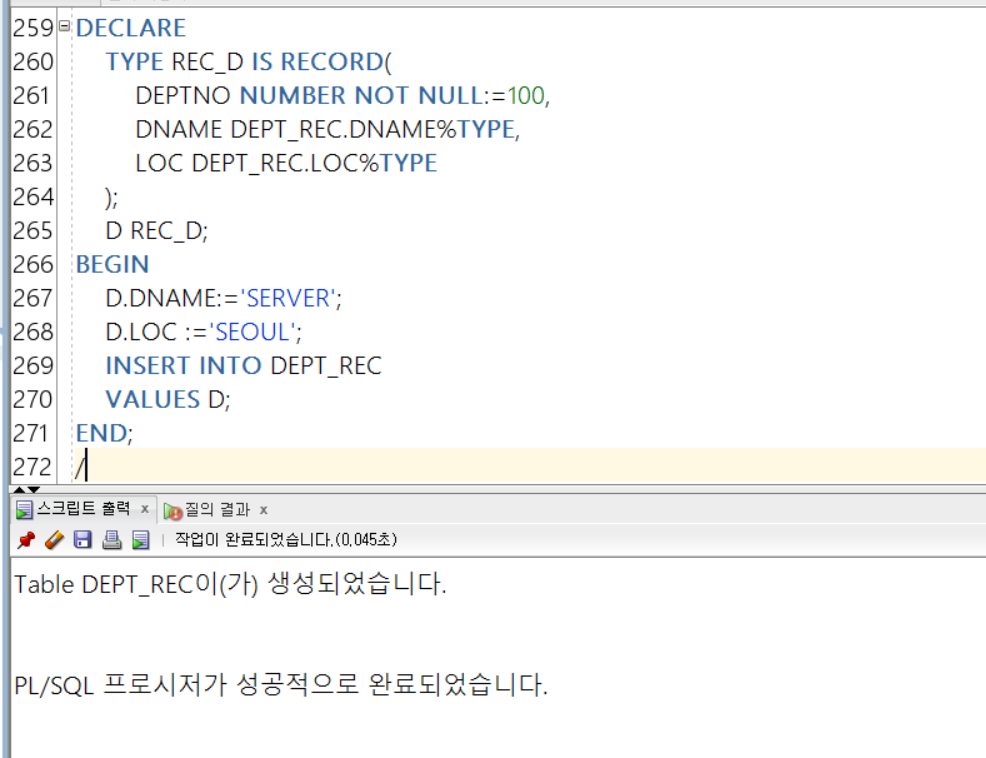 259 DECLARE
260 TYPE REC_D IS RECORD(
261 DEPTNO NUMBER NOT NULL:=100,
262 DNAME DEPT_REC.DNAME%TYPE,
263 LOC DEPT_REC.LOC%TYPE
264 );
265 D REC_D;
266 BEGIN
267 D.DNAME:='SERVER';
268 D.LOC :='SEOUL';
269 INSERT INTO DEPT_REC
270 VALUES D;
271 END;
272 /
스크립트 출력 x 질의 결과 x
작업이 완료되었습니다.(0,045초)
Table DEPT_REC이(가) 생성되었습니다.
PL/SQL 프로시저가 성공적으로 완료되었습니다.